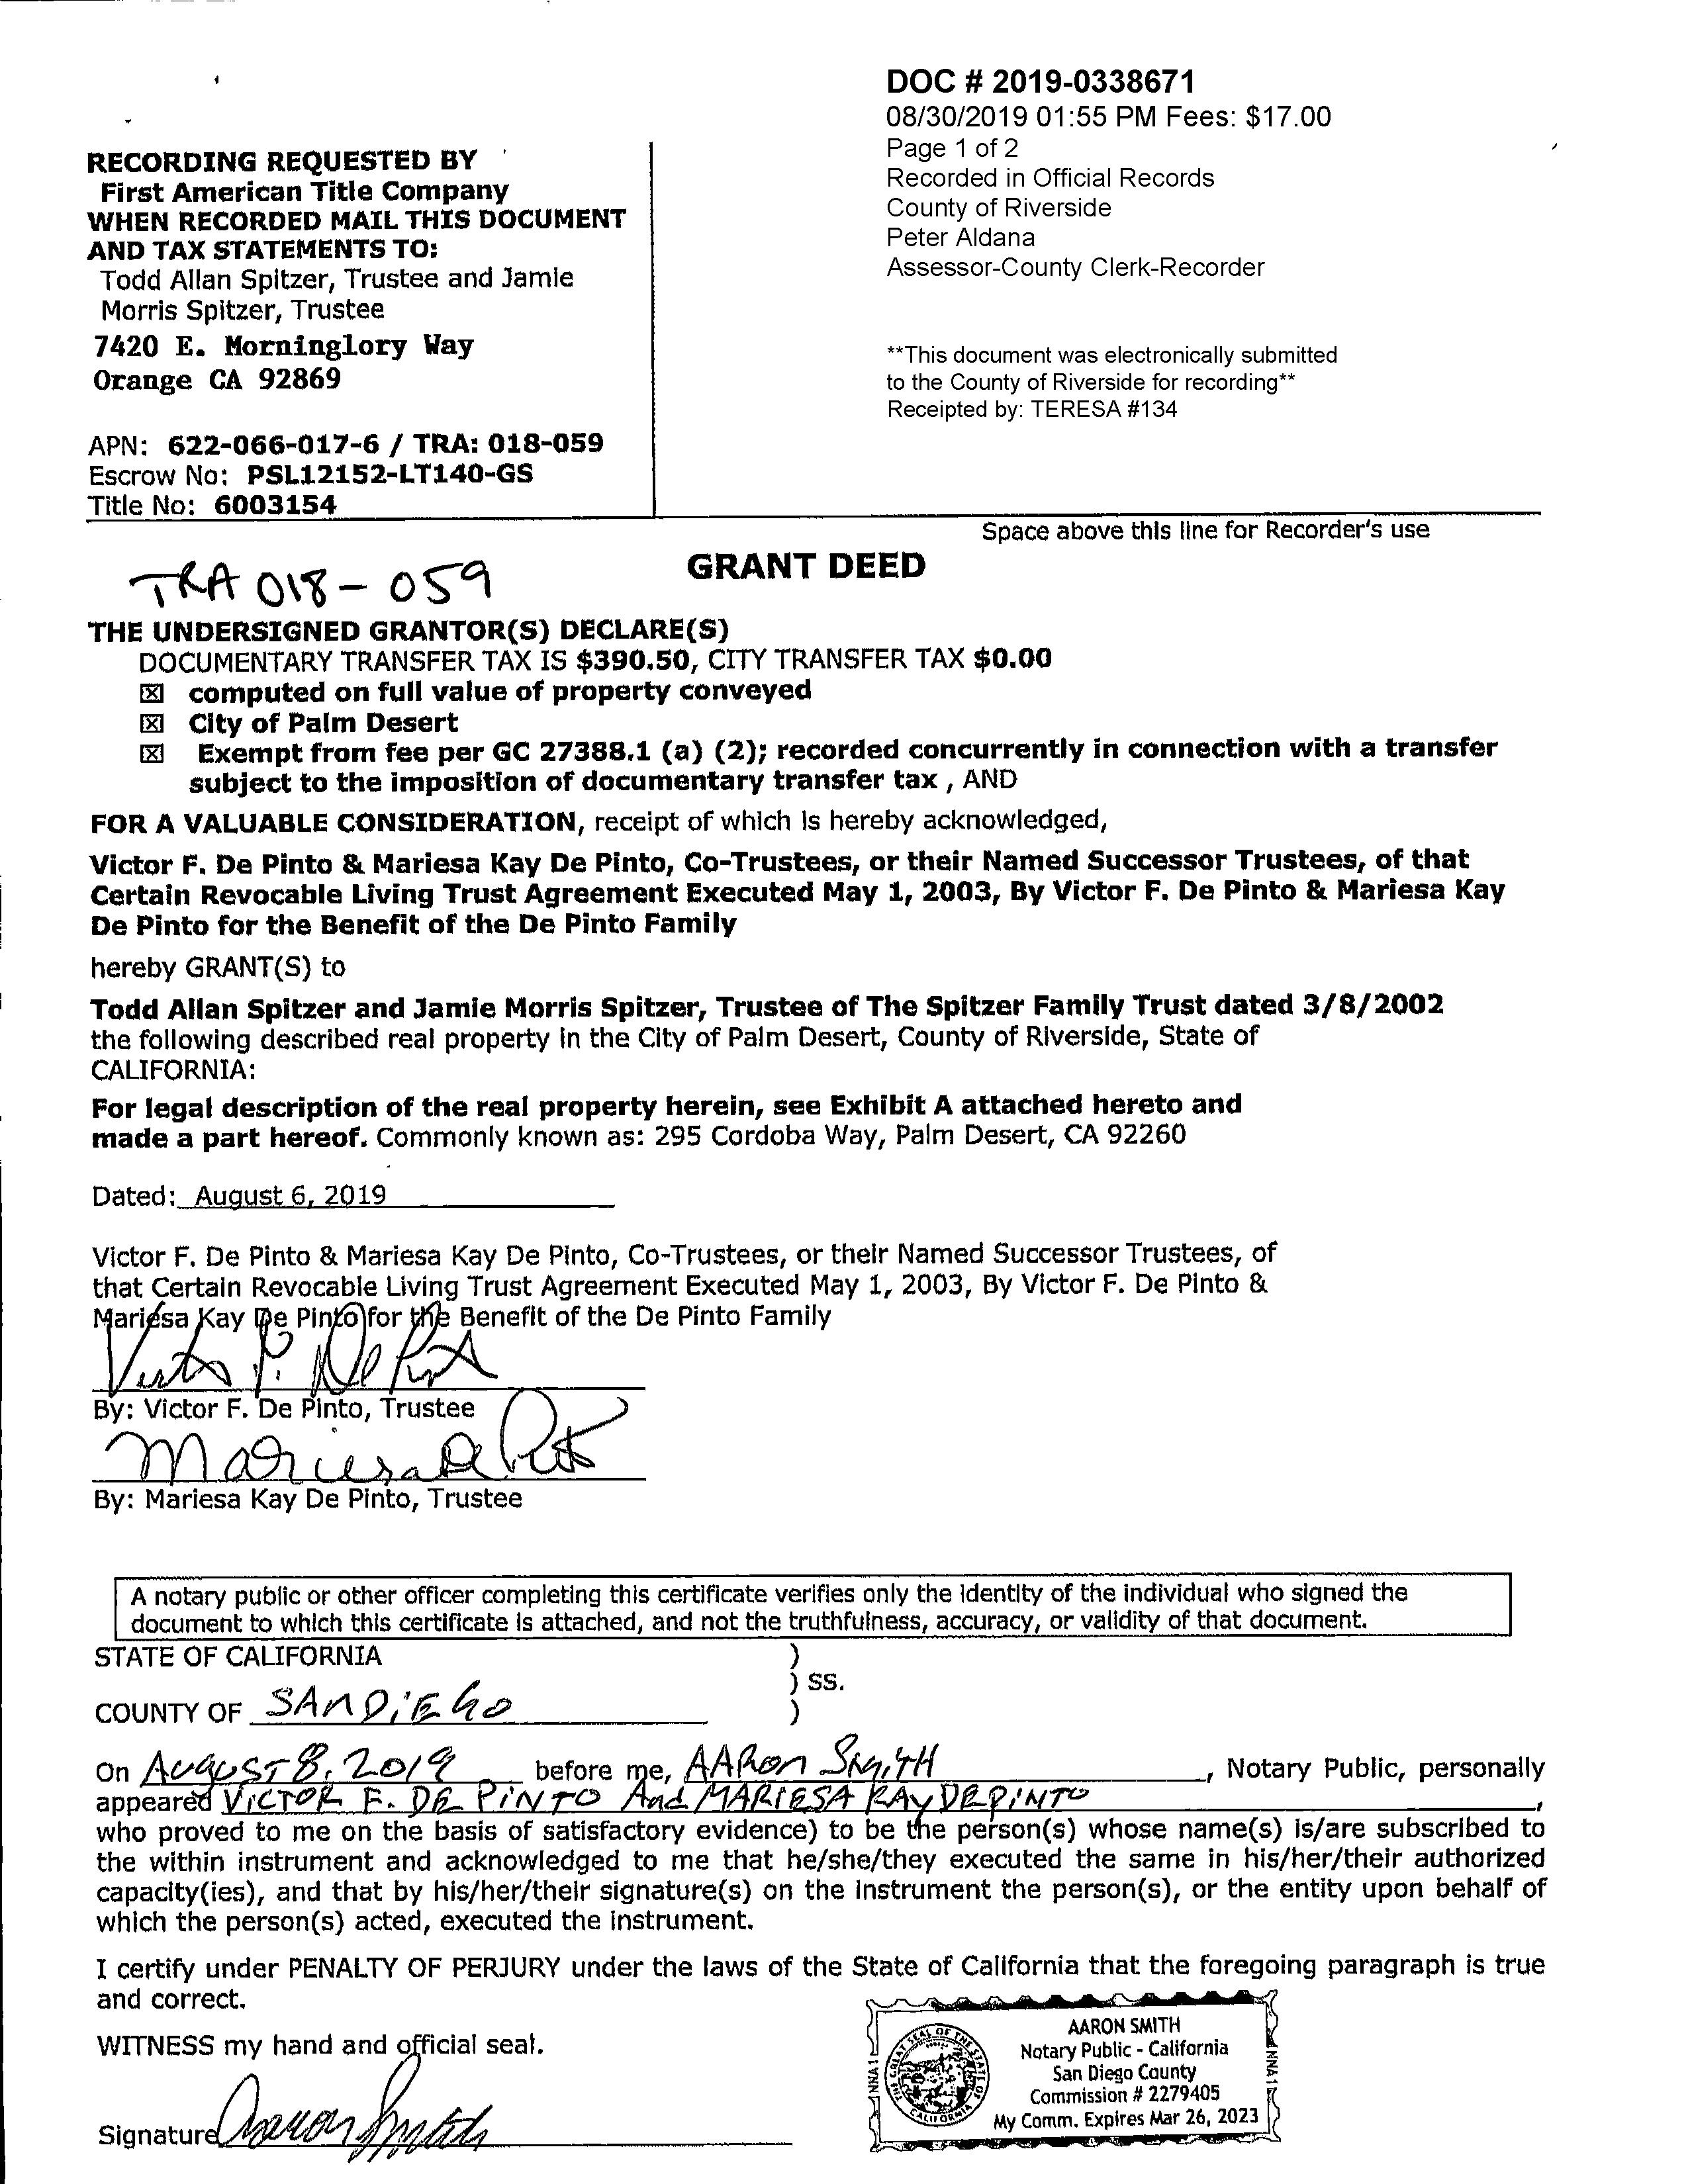 DOC # 2019-0338671
08/30/2019 01:55 PM Fees: $17.00
Page 1 of 2
Recorded in Official Records
County of Riverside
Peter Aldana
Assessor-County Clerk-Recorder
**This document was electronically submitted
to the County of Riverside for recording**
Receipted by: TERESA #134
RECORDING REQUESTED BY
First American Title Company
WHEN RECORDED MAIL THIS DOCUMENT
AND TAX STATEMENTS TO:
Todd Allan Spitzer, Trustee and Jamie
Morris Spitzer, Trustee
7420 E. Morninglory Way
Orange CA 92869
APN: 622-066-017-6 / TRA: 018-059
Escrow No: PSL12152-LT140-GS
Title No: 6003154
Space above this line for Recorder's use
GRANT DEED
TRA 018-059
THE UNDERSIGNED GRANTOR(S) DECLARE(S)
DOCUMENTARY TRANSFER TAX IS $390.50, CITY TRANSFER TAX $0.00
☒ computed on full value of property conveyed
☒ City of Palm Desert
☒ Exempt from fee per GC 27388.1 (a) (2); recorded concurrently in connection with a transfer
subject to the imposition of documentary transfer tax , AND
FOR A VALUABLE CONSIDERATION, receipt of which is hereby acknowledged,
Victor F. De Pinto & Mariesa Kay De Pinto, Co-Trustees, or their Named Successor Trustees, of that
Certain Revocable Living Trust Agreement Executed May 1, 2003, By Victor F. De Pinto & Mariesa Kay
De Pinto for the Benefit of the De Pinto Family
hereby GRANT(S) to
Todd Allan Spitzer and Jamie Morris Spitzer, Trustee of The Spitzer Family Trust dated 3/8/2002
the following described real property in the City of Palm Desert, County of Riverside, State of
CALIFORNIA:
For legal description of the real property herein, see Exhibit A attached hereto and
made a part hereof. Commonly known as: 295 Cordoba Way, Palm Desert, CA 92260
Dated: August 6, 2019
Victor F. De Pinto & Mariesa Kay De Pinto, Co-Trustees, or their Named Successor Trustees, of
that Certain Revocable Living Trust Agreement Executed May 1, 2003, By Victor F. De Pinto &
Mariesa Kay De Pinto for the Benefit of the De Pinto Family
Victor F. De Pinto
By: Victor F. De Pinto, Trustee
Mariesa De Pinto
By: Mariesa Kay De Pinto, Trustee
A notary public or other officer completing this certificate verifies only the identity of the individual who signed the
document to which this certificate is attached, and not the truthfulness, accuracy, or validity of that document.
STATE OF CALIFORNIA )
) SS.
COUNTY OF SAN DIEGO )
On AUGUST 8, 2019 before me, AARON SMITH, Notary Public, personally
appeared VICTOR F. DE PINTO And MARIESA KAY DE PINTO,
who proved to me on the basis of satisfactory evidence) to be the person(s) whose name(s) is/are subscribed to
the within instrument and acknowledged to me that he/she/they executed the same in his/her/their authorized
capacity(ies), and that by his/her/their signature(s) on the instrument the person(s), or the entity upon behalf of
which the person(s) acted, executed the instrument.
I certify under PENALTY OF PERJURY under the laws of the State of California that the foregoing paragraph is true
and correct.
WITNESS my hand and official seal.
Signature Aaron Smith
AARON SMITH
Notary Public - California
San Diego County
Commission # 2279405
My Comm. Expires Mar 26, 2023
NNA 1
NNA 1